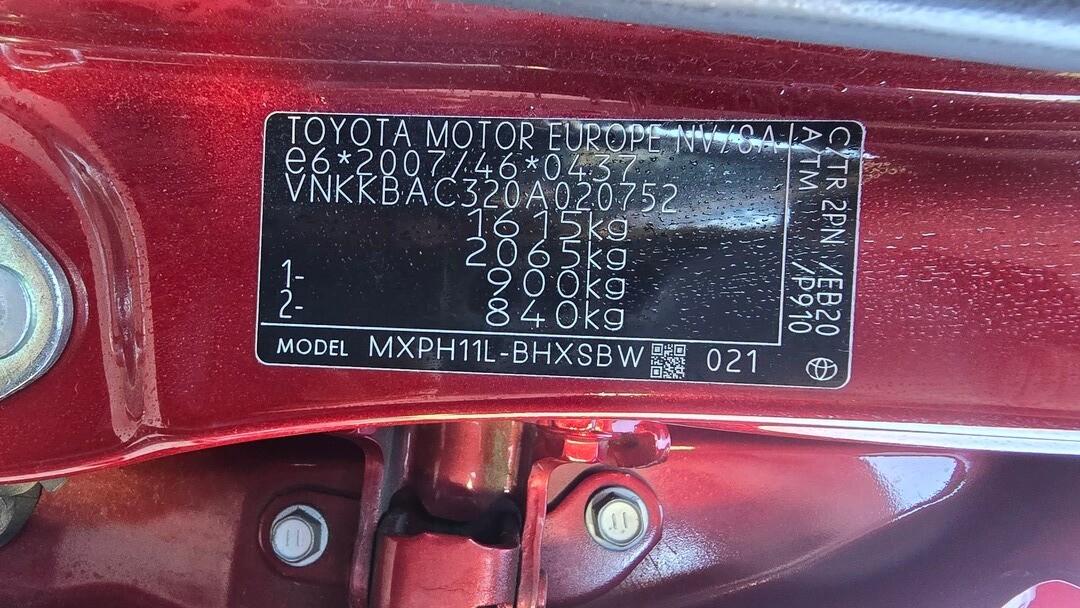 TOYOTA MOTOR EUROPE NV/SA
e6*2007/46*0437
VNKKBAC320A020752
1615kg
2065kg
1- 900kg
2- 840kg
MODEL MXPH11L-BHXSBW 021
C/TR 2PN /EB20
A/TM /P910